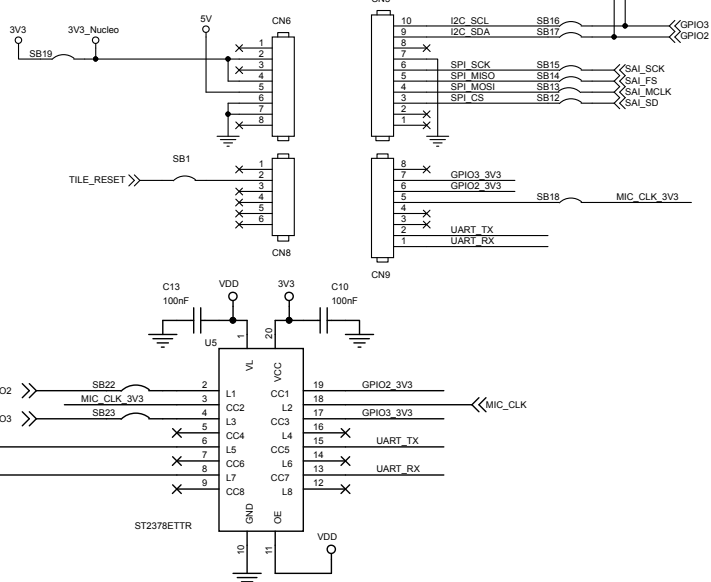 CN5
5V
CN6
10 I2C_SCL SB16 GPIO3
9 I2C_SDA SB17 GPIO2
3V3 3V3_Nucleo
SB19
1
2
3
4
5
6
7
8
8
7
6 SPI_SCK SB15 SAI_SCK
5 SPI_MISO SB14 SAI_FS
4 SPI_MOSI SB13 SAI_MCLK
3 SPI_CS SB12 SAI_SD
2
1
SB1
TILE_RESET
1
2
3
4
5
6
CN8
8
7 GPIO3_3V3
6 GPIO2_3V3
5 SB18 MIC_CLK_3V3
4
3
2 UART_TX
1 UART_RX
CN9
C13 VDD 3V3 C10
100nF 100nF
1 20
U5
VL VCC
IO2 SB22 2 L1 CC1 19 GPIO2_3V3
MIC_CLK_3V3 3 CC2 L2 18 MIC_CLK
IO3 SB23 4 L3 CC3 17 GPIO3_3V3
5 CC4 L4 16
6 L5 CC5 15 UART_TX
7 CC6 L6 14
8 L7 CC7 13 UART_RX
9 CC8 L8 12
GND OE
ST2378ETTR
10 11
VDD